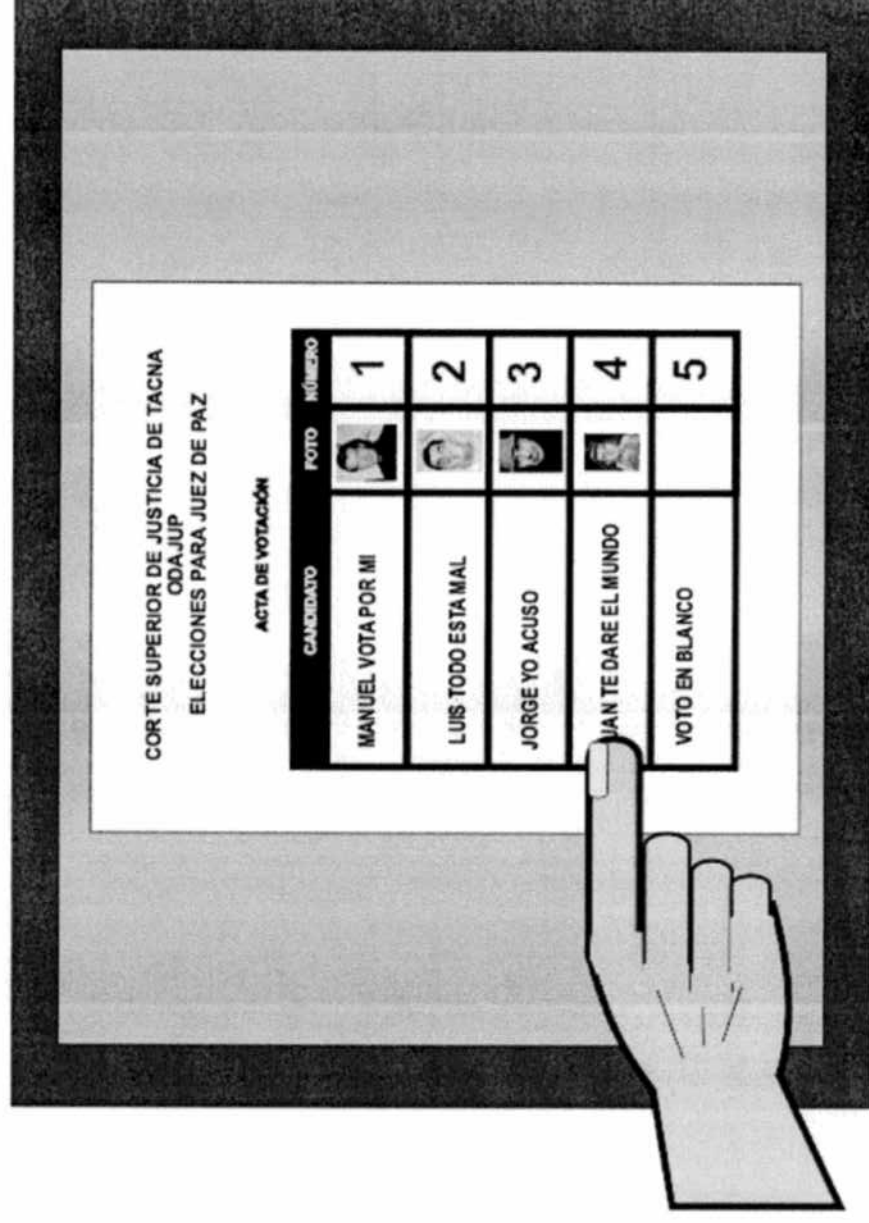 CORTE SUPERIOR DE JUSTICIA DE TACNA
ODAJUP
ELECCIONES PARA JUEZ DE PAZ
ACTA DE VOTACIÓN
CANDIDATO FOTO NÚMERO
MANUEL VOTA POR MI 1
LUIS TODO ESTA MAL 2
JORGE YO ACUSO 3
UAN TE DARE EL MUNDO 4
VOTO EN BLANCO 5